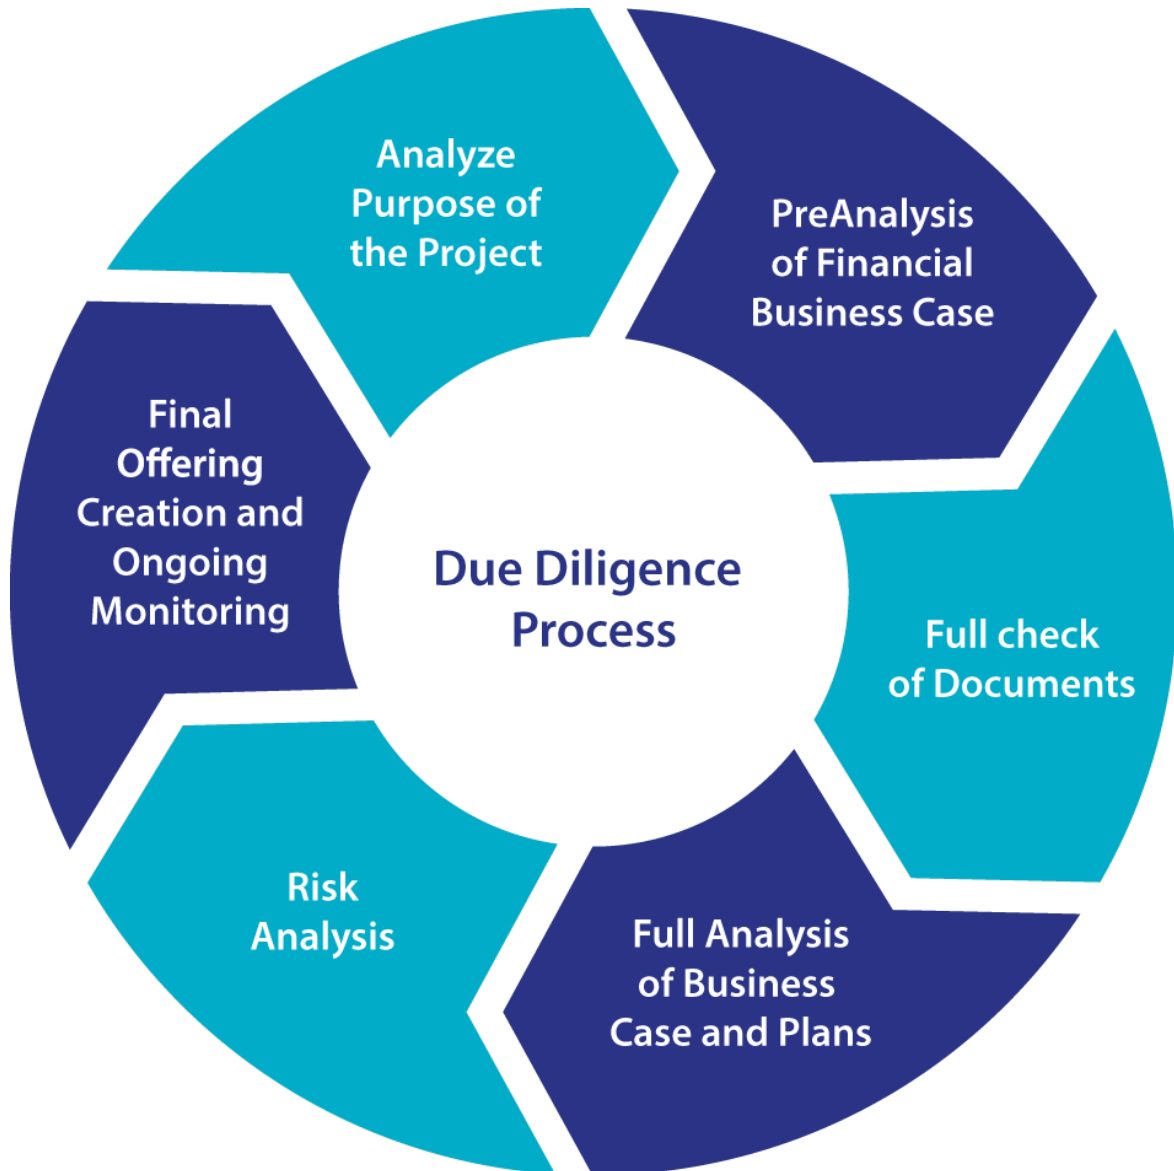 Analyze
Purpose of
the Project
PreAnalysis
of Financial
Business Case
Full check
of Documents
Full Analysis
of Business
Case and Plans
Risk
Analysis
Final
Offering
Creation and
Ongoing
Monitoring
Due Diligence
Process